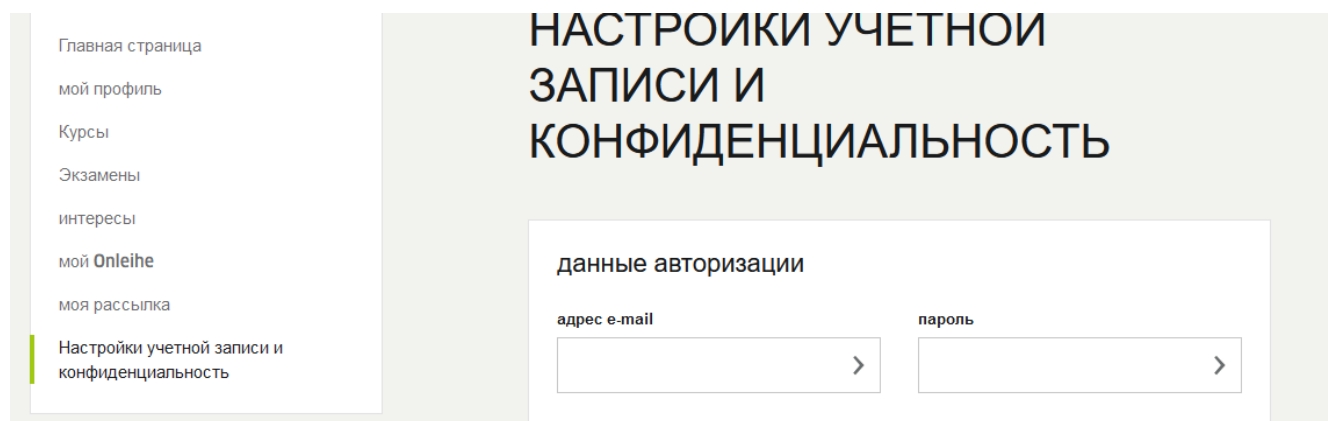 Главная страница
мой профиль
Курсы
Экзамены
интересы
мой Onleihe
моя рассылка
Настройки учетной записи и
конфиденциальность
НАСТРОЙКИ УЧЕТНОЙ
ЗАПИСИ И
КОНФИДЕНЦИАЛЬНОСТЬ
данные авторизации
адрес e-mail
пароль